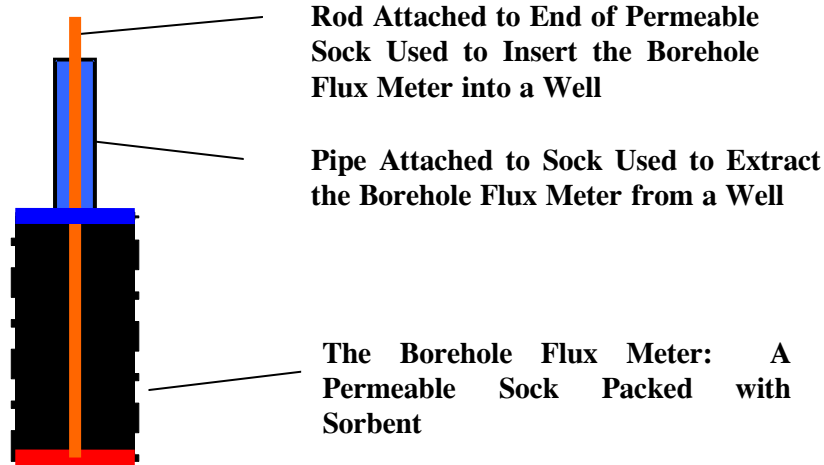 Rod Attached to End of Permeable
Sock Used to Insert the Borehole
Flux Meter into a Well
Pipe Attached to Sock Used to Extract
the Borehole Flux Meter from a Well
The Borehole Flux Meter: A
Permeable Sock Packed with
Sorbent